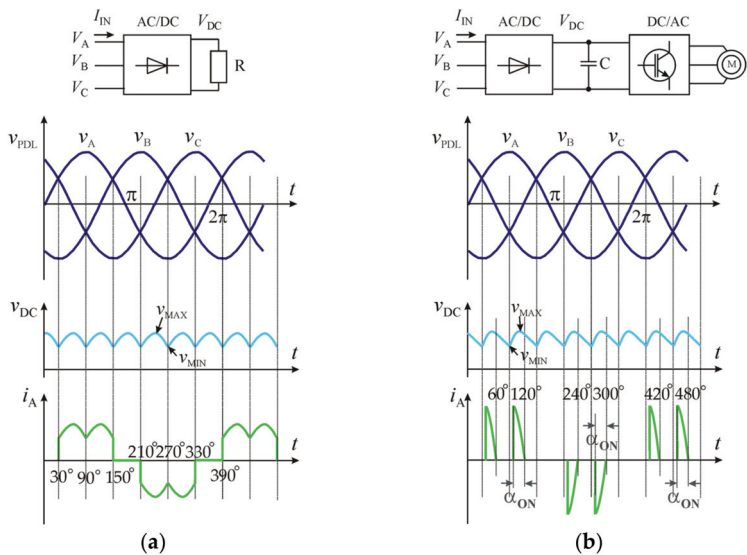 I_IN AC/DC V_DC
V_A
V_B R
V_C
v_PDL v_A v_B v_C
π 2π t
v_DC v_MAX
v_MIN t
i_A
210° 270° 330° t
30° 90° 150° 390°
(a)
I_IN AC/DC V_DC DC/AC
V_A
V_B C M
V_C
v_PDL v_A v_B v_C
π 2π t
v_DC v_MAX
v_MIN t
i_A 60° 120° 240° 300° 420° 480°
α_ON t
α_ON α_ON
(b)